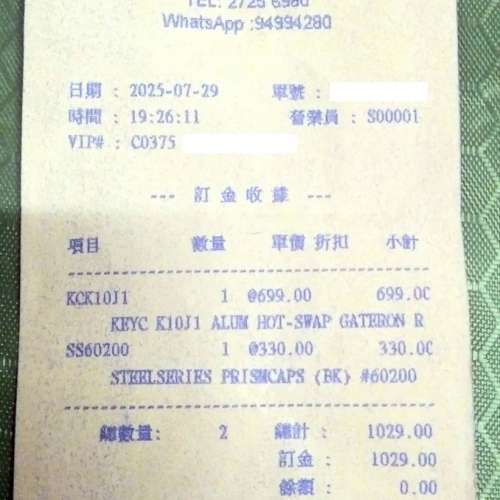 TEL: 2725 6980
WhatsApp :94994280
日期 : 2025-07-29 單號 :
時間 : 19:26:11 營業員 : S00001
VIP# : C0375
--- 訂金收據 ---
項目 數量 單價 折扣 小計
KCK10J1 1 @699.00 699.00
KEYC K10J1 ALUM HOT-SWAP GATERON R
SS60200 1 @330.00 330.00
STEELSERIES PRISMCAPS (BK) #60200
總數量: 2 總計 : 1029.00
訂金 : 1029.00
餘額 : 0.00